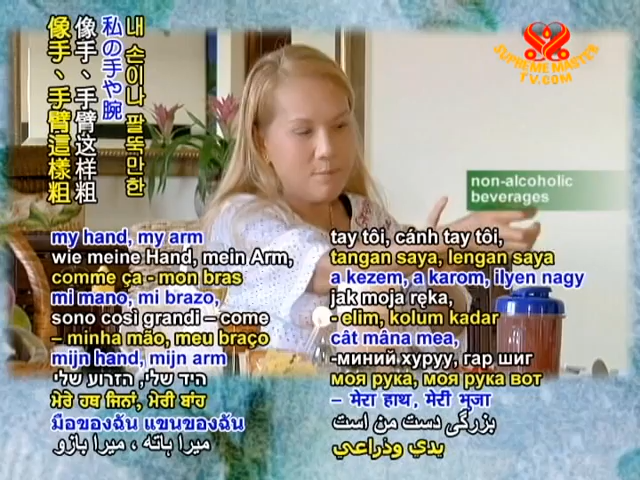 像手、手臂這樣粗
像手、手臂这样粗
私の手や腕
내 손이나 팔뚝만한
SUPREME MASTER
TV.COM
non-alcoholic
beverages
my hand, my arm
wie meine Hand, mein Arm,
comme ça - mon bras
mi mano, mi brazo,
sono così grandi – come
– minha mão, meu braço
mijn hand, mijn arm
היד שלי, הזרוע שלי
ਮੇਰੇ ਹਥ ਜਿਨਾਂ, ਮੇਰੀ ਬਾਂਹ
มือของฉัน แขนของฉัน
میرا ہاتھ ، میرا بازو
tay tôi, cánh tay tôi,
tangan saya, lengan saya
a kezem, a karom, ilyen nagy
jak moja ręka,
- elim, kolum kadar
cât mâna mea,
-миний хуруу, гар шиг
моя рука, моя рука вот
– मेरा हाथ, मेरी भुजा
بزرگی دست من است
يدي وذراعي